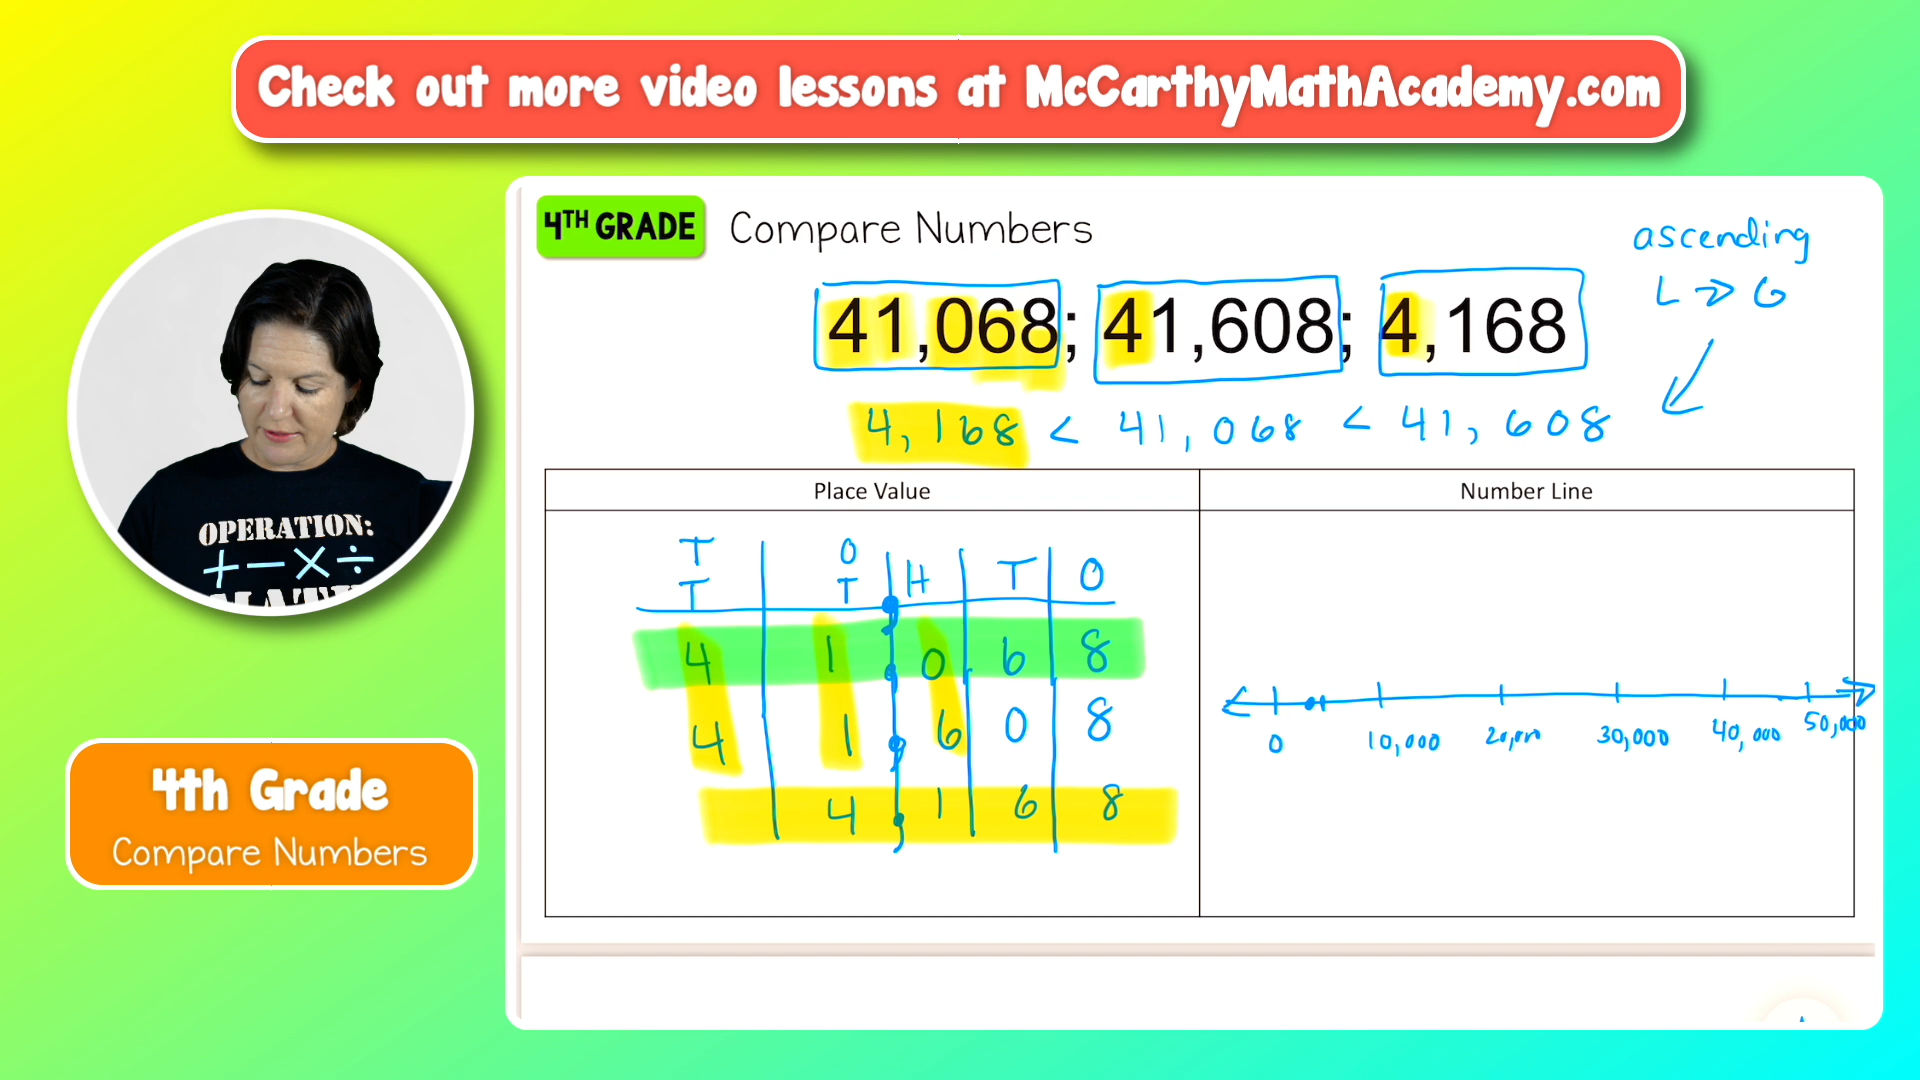 Check out more video lessons at McCarthyMathAcademy.com
4TH GRADE Compare Numbers
ascending
L → G
41,068; 41,608; 4,168
4,168 < 41,068 < 41,608
OPERATION:
+ − × ÷
4th Grade
Compare Numbers
Place Value Number Line
T O
T T H T O
4 1, 0 6 8
4 1, 6 0 8
4, 1 6 8
0 10,000 20,000 30,000 40,000 50,000